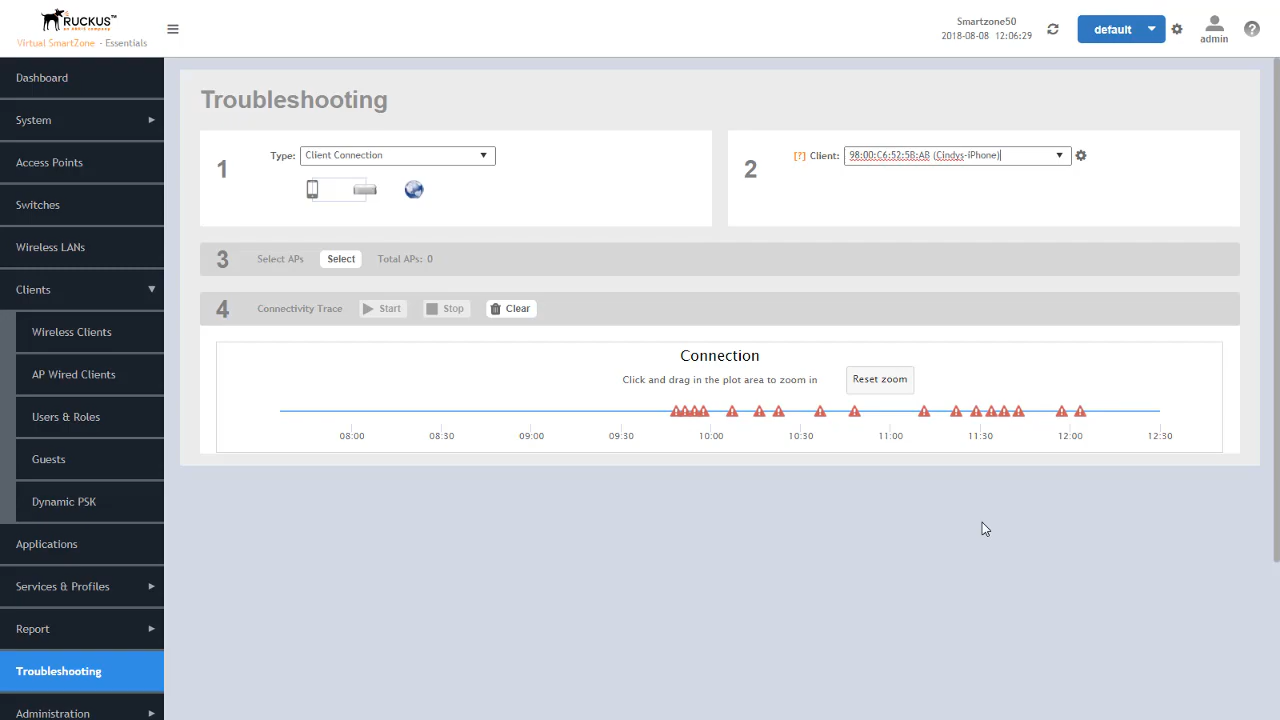 RUCKUS™
Virtual SmartZone - Essentials
Smartzone50
2018-08-08 12:06:29
default
admin
?
Dashboard
System
Access Points
Switches
Wireless LANs
Clients
Wireless Clients
AP Wired Clients
Users & Roles
Guests
Dynamic PSK
Applications
Services & Profiles
Report
Troubleshooting
Administration
Troubleshooting
1
Type: Client Connection
2
[?] Client: 98:00:C6:52:5B:AB (Cindys-iPhone)
3 Select APs Select Total APs: 0
4 Connectivity Trace Start Stop Clear
Connection
Click and drag in the plot area to zoom in
Reset zoom
08:00 08:30 09:00 09:30 10:00 10:30 11:00 11:30 12:00 12:30